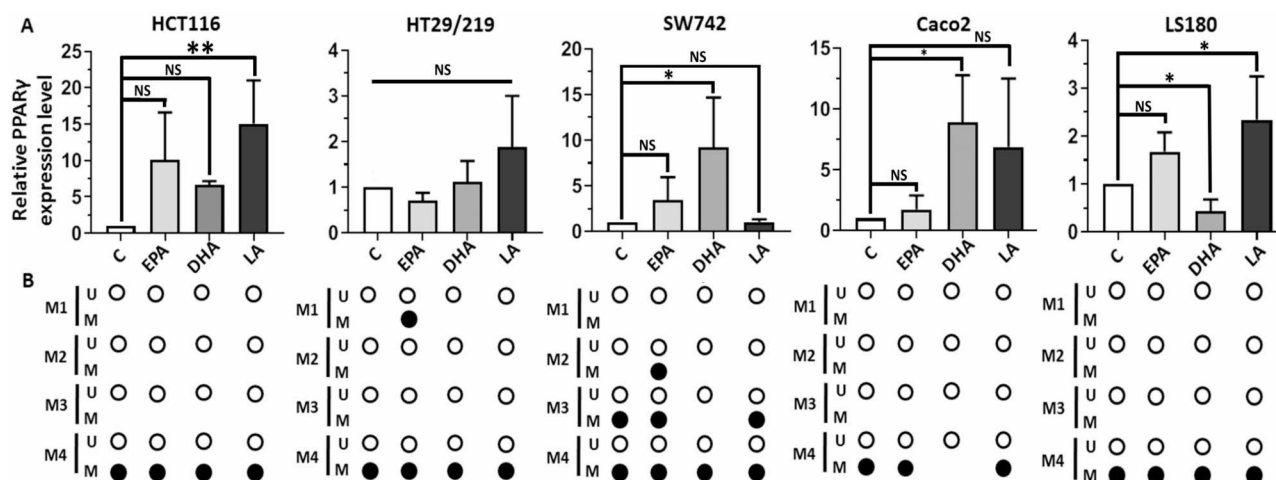 A
HCT116 HT29/219 SW742 Caco2 LS180
Relative PPARγ
expression level
25
20
15
10
5
0
** NS NS
C EPA DHA LA
4
3
2
1
0
NS
C EPA DHA LA
20
15
10
5
0
NS * NS
C EPA DHA LA
15
10
5
0
NS * NS
C EPA DHA LA
4
3
2
1
0
* * NS
C EPA DHA LA
B
M1 U M
M2 U M
M3 U M
M4 U M
M1 U M
M2 U M
M3 U M
M4 U M
M1 U M
M2 U M
M3 U M
M4 U M
M1 U M
M2 U M
M3 U M
M4 U M
M1 U M
M2 U M
M3 U M
M4 U M